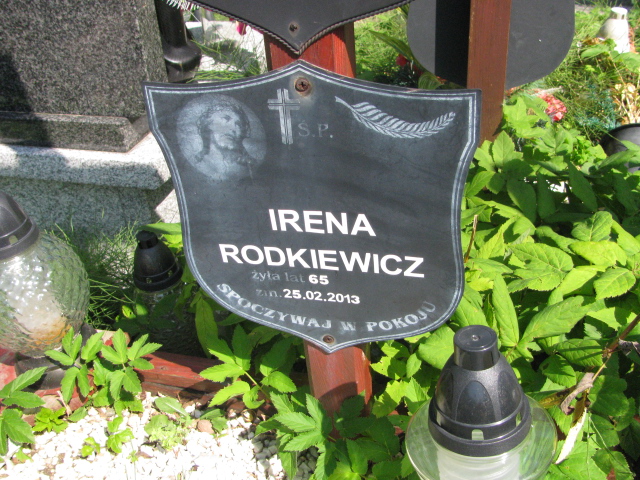 Ś.P.
IRENA
RODKIEWICZ
żyła lat 65
zm. 25.02.2013
SPOCZYWAJ W POKOJU